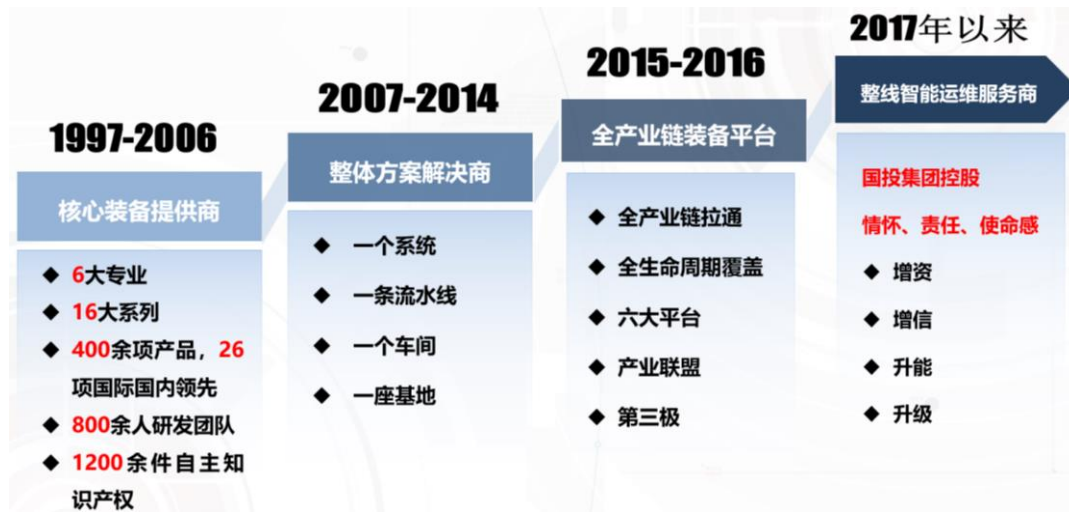 1997-2006
核心装备提供商
◆ 6大专业
◆ 16大系列
◆ 400余项产品，26
项国际国内领先
◆ 800余人研发团队
◆ 1200余件自主知
识产权
2007-2014
整体方案解决商
◆ 一个系统
◆ 一条流水线
◆ 一个车间
◆ 一座基地
2015-2016
全产业链装备平台
◆ 全产业链拉通
◆ 全生命周期覆盖
◆ 六大平台
◆ 产业联盟
◆ 第三极
2017年以来
整线智能运维服务商
国投集团控股
情怀、责任、使命感
◆ 增资
◆ 增信
◆ 升能
◆ 升级